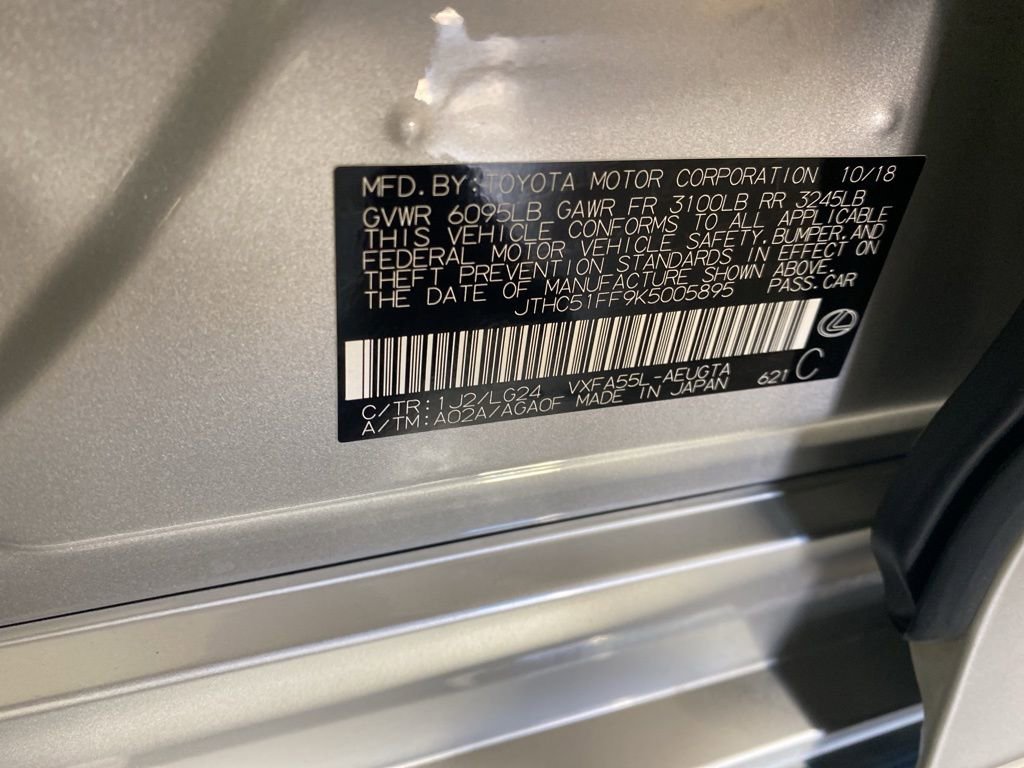 MFD. BY: TOYOTA MOTOR CORPORATION 10/18
GVWR 6095LB GAWR FR 3100LB RR 3245LB
THIS VEHICLE CONFORMS TO ALL APPLICABLE
FEDERAL MOTOR VEHICLE SAFETY, BUMPER, AND
THEFT PREVENTION STANDARDS IN EFFECT ON
THE DATE OF MANUFACTURE SHOWN ABOVE.
JTHC51FF9K5005895 PASS. CAR
C/TR: 1J2/LG24 VXFA55L-AEUGTA
A/TM: A02A/AGA0F MADE IN JAPAN 621 C